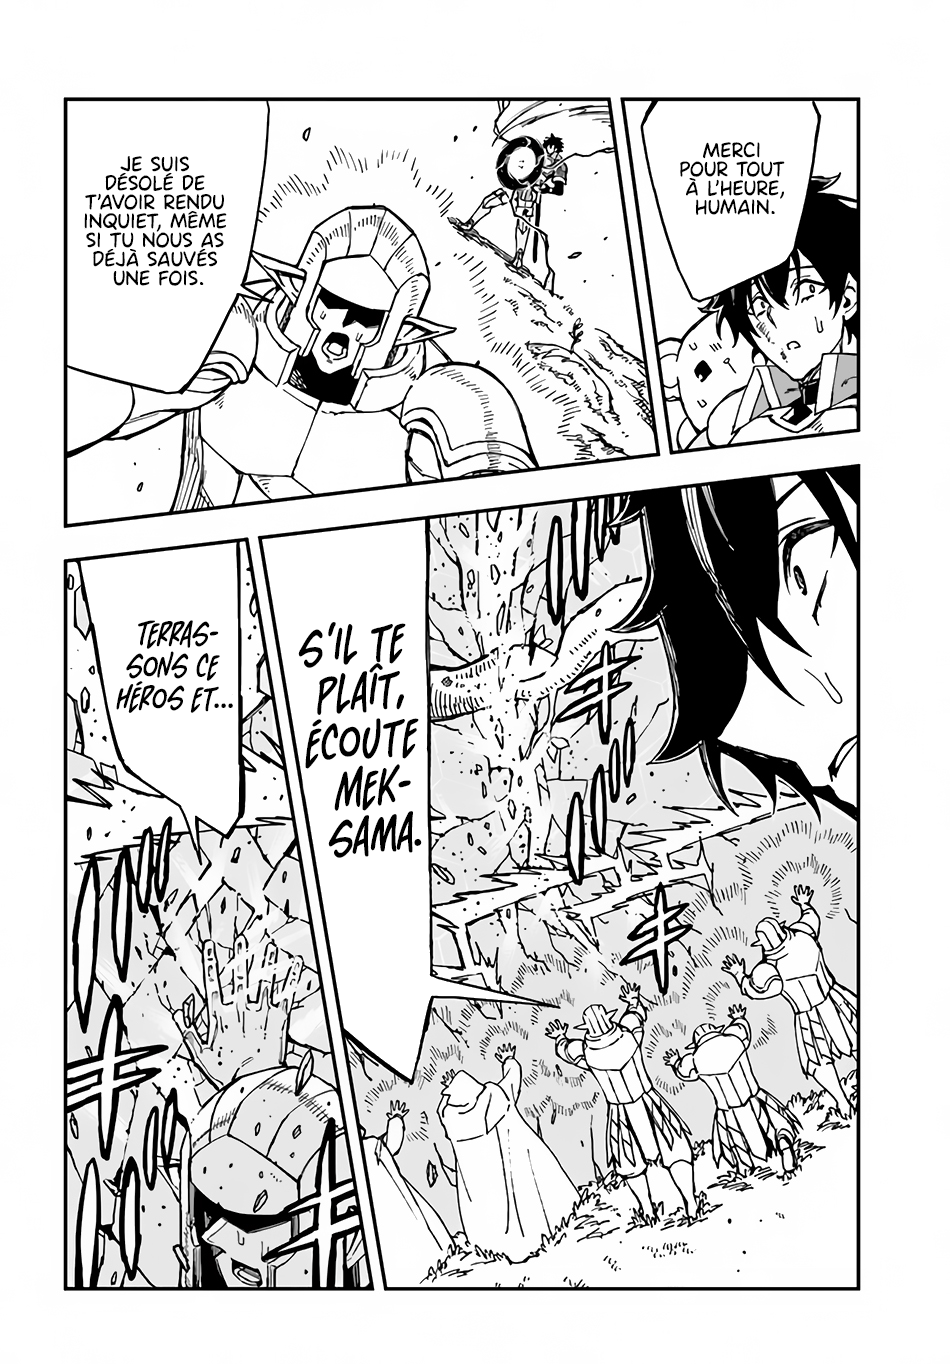 MERCI
POUR TOUT
À L'HEURE,
HUMAIN.
JE SUIS
DÉSOLÉ DE
T'AVOIR RENDU
INQUIET, MÊME
SI TU NOUS AS
DÉJÀ SAUVÉS
UNE FOIS.
S'IL TE
PLAÎT,
ÉCOUTE
MEK-
SAMA.
TERRAS-
SONS CE
HÉROS ET...